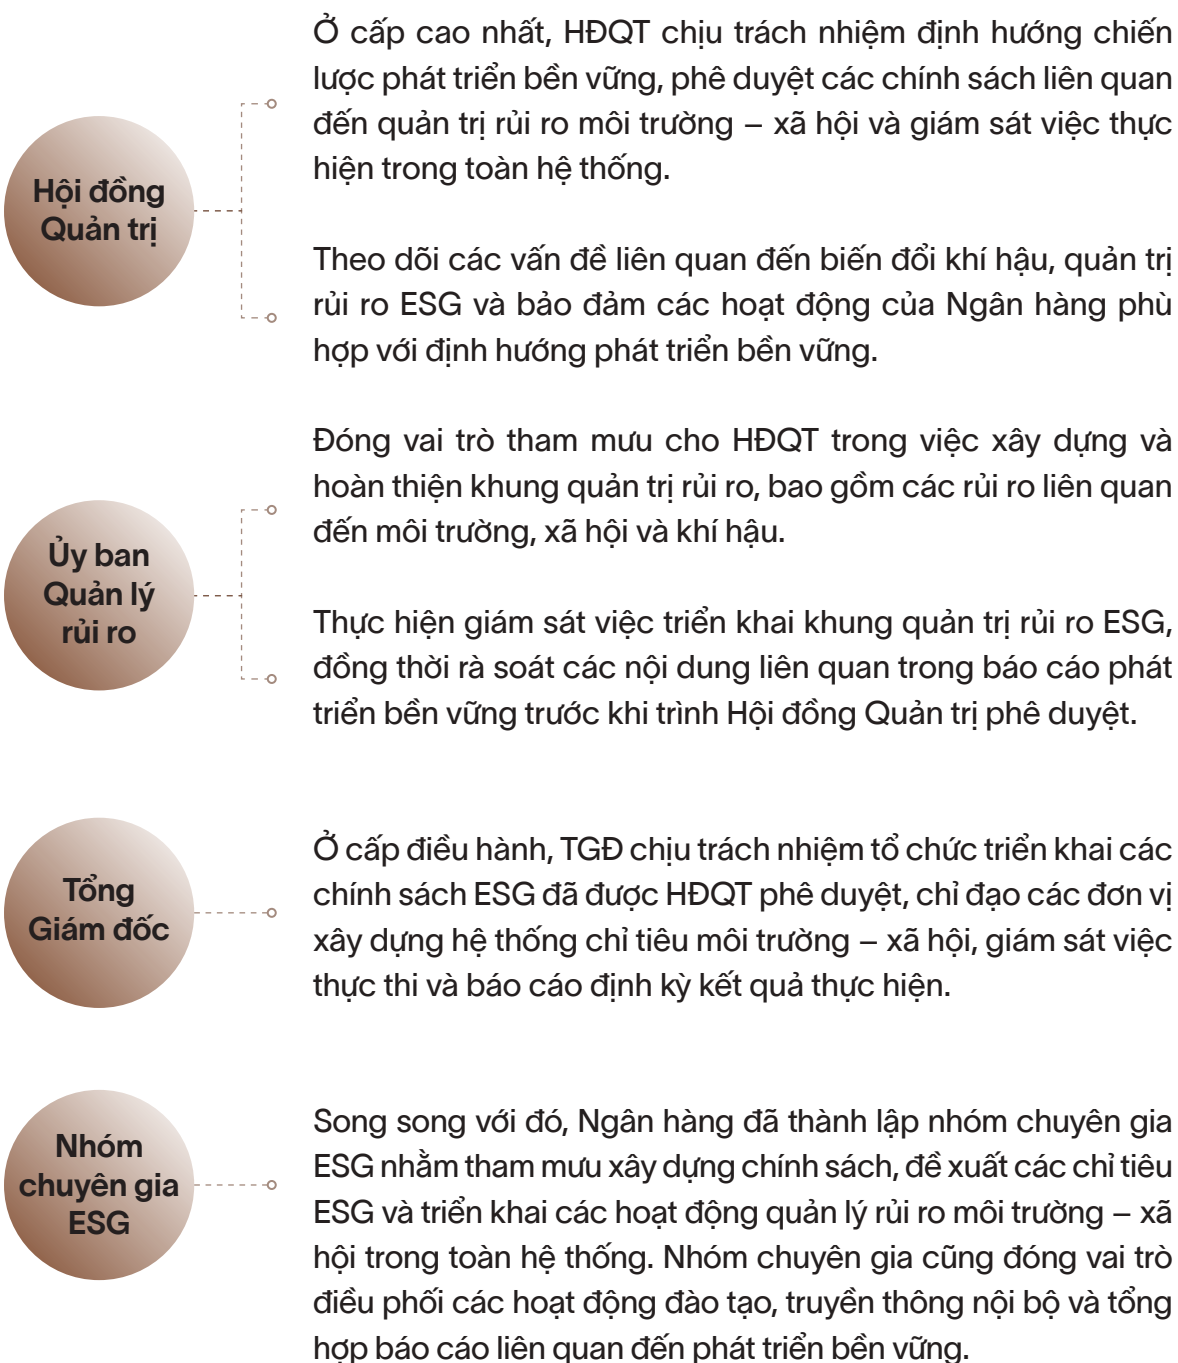 Hội đồng
Quản trị
Ở cấp cao nhất, HĐQT chịu trách nhiệm định hướng chiến
lược phát triển bền vững, phê duyệt các chính sách liên quan
đến quản trị rủi ro môi trường – xã hội và giám sát việc thực
hiện trong toàn hệ thống.
Theo dõi các vấn đề liên quan đến biến đổi khí hậu, quản trị
rủi ro ESG và bảo đảm các hoạt động của Ngân hàng phù
hợp với định hướng phát triển bền vững.
Ủy ban
Quản lý
rủi ro
Đóng vai trò tham mưu cho HĐQT trong việc xây dựng và
hoàn thiện khung quản trị rủi ro, bao gồm các rủi ro liên quan
đến môi trường, xã hội và khí hậu.
Thực hiện giám sát việc triển khai khung quản trị rủi ro ESG,
đồng thời rà soát các nội dung liên quan trong báo cáo phát
triển bền vững trước khi trình Hội đồng Quản trị phê duyệt.
Tổng
Giám đốc
Ở cấp điều hành, TGĐ chịu trách nhiệm tổ chức triển khai các
chính sách ESG đã được HĐQT phê duyệt, chỉ đạo các đơn vị
xây dựng hệ thống chỉ tiêu môi trường – xã hội, giám sát việc
thực thi và báo cáo định kỳ kết quả thực hiện.
Nhóm
chuyên gia
ESG
Song song với đó, Ngân hàng đã thành lập nhóm chuyên gia
ESG nhằm tham mưu xây dựng chính sách, đề xuất các chỉ tiêu
ESG và triển khai các hoạt động quản lý rủi ro môi trường – xã
hội trong toàn hệ thống. Nhóm chuyên gia cũng đóng vai trò
điều phối các hoạt động đào tạo, truyền thông nội bộ và tổng
hợp báo cáo liên quan đến phát triển bền vững.